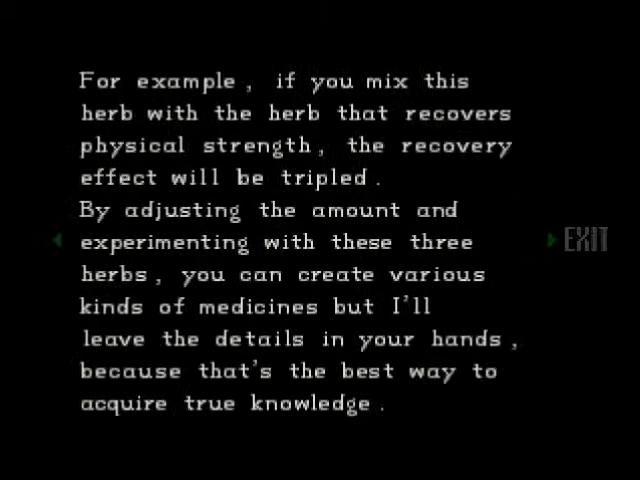 For example, if you mix this
herb with the herb that recovers
physical strength, the recovery
effect will be tripled.
By adjusting the amount and
experimenting with these three
herbs, you can create various
kinds of medicines but I'll
leave the details in your hands,
because that's the best way to
acquire true knowledge.
EXIT